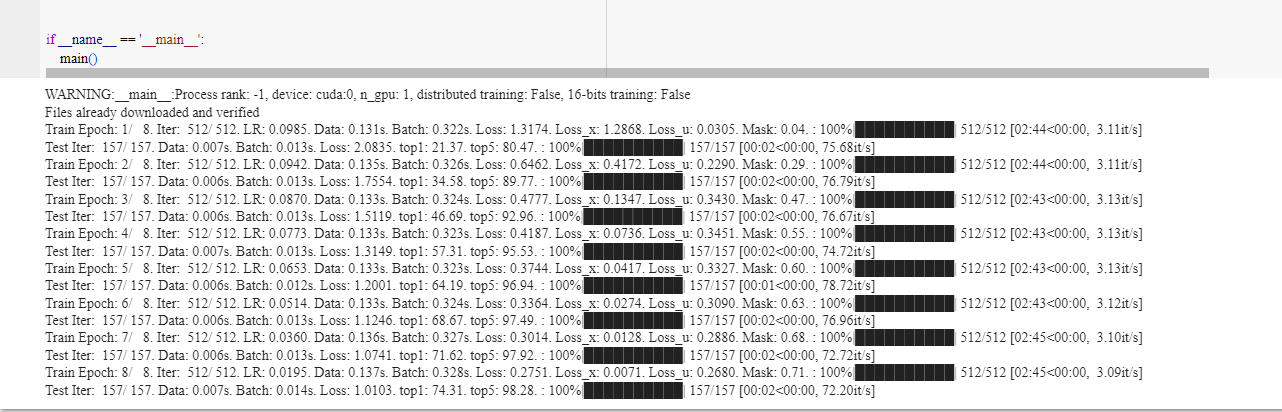 if __name__ == '__main__':
main()
WARNING:__main__:Process rank: -1, device: cuda:0, n_gpu: 1, distributed training: False, 16-bits training: False
Files already downloaded and verified
Train Epoch: 1/ 8. Iter: 512/ 512. LR: 0.0985. Data: 0.131s. Batch: 0.322s. Loss: 1.3174. Loss_x: 1.2868. Loss_u: 0.0305. Mask: 0.04. : 100%|██████████| 512/512 [02:44<00:00, 3.11it/s]
Test Iter: 157/ 157. Data: 0.007s. Batch: 0.013s. Loss: 2.0835. top1: 21.37. top5: 80.47. : 100%|██████████| 157/157 [00:02<00:00, 75.68it/s]
Train Epoch: 2/ 8. Iter: 512/ 512. LR: 0.0942. Data: 0.135s. Batch: 0.326s. Loss: 0.6462. Loss_x: 0.4172. Loss_u: 0.2290. Mask: 0.29. : 100%|██████████| 512/512 [02:44<00:00, 3.11it/s]
Test Iter: 157/ 157. Data: 0.006s. Batch: 0.013s. Loss: 1.7554. top1: 34.58. top5: 89.77. : 100%|██████████| 157/157 [00:02<00:00, 76.79it/s]
Train Epoch: 3/ 8. Iter: 512/ 512. LR: 0.0870. Data: 0.133s. Batch: 0.324s. Loss: 0.4777. Loss_x: 0.1347. Loss_u: 0.3430. Mask: 0.47. : 100%|██████████| 512/512 [02:43<00:00, 3.13it/s]
Test Iter: 157/ 157. Data: 0.006s. Batch: 0.013s. Loss: 1.5119. top1: 46.69. top5: 92.96. : 100%|██████████| 157/157 [00:02<00:00, 76.67it/s]
Train Epoch: 4/ 8. Iter: 512/ 512. LR: 0.0773. Data: 0.133s. Batch: 0.323s. Loss: 0.4187. Loss_x: 0.0736. Loss_u: 0.3451. Mask: 0.55. : 100%|██████████| 512/512 [02:43<00:00, 3.13it/s]
Test Iter: 157/ 157. Data: 0.007s. Batch: 0.013s. Loss: 1.3149. top1: 57.31. top5: 95.53. : 100%|██████████| 157/157 [00:02<00:00, 74.72it/s]
Train Epoch: 5/ 8. Iter: 512/ 512. LR: 0.0653. Data: 0.133s. Batch: 0.323s. Loss: 0.3744. Loss_x: 0.0417. Loss_u: 0.3327. Mask: 0.60. : 100%|██████████| 512/512 [02:43<00:00, 3.13it/s]
Test Iter: 157/ 157. Data: 0.006s. Batch: 0.012s. Loss: 1.2001. top1: 64.19. top5: 96.94. : 100%|██████████| 157/157 [00:01<00:00, 78.72it/s]
Train Epoch: 6/ 8. Iter: 512/ 512. LR: 0.0514. Data: 0.133s. Batch: 0.324s. Loss: 0.3364. Loss_x: 0.0274. Loss_u: 0.3090. Mask: 0.63. : 100%|██████████| 512/512 [02:43<00:00, 3.12it/s]
Test Iter: 157/ 157. Data: 0.006s. Batch: 0.013s. Loss: 1.1246. top1: 68.67. top5: 97.49. : 100%|██████████| 157/157 [00:02<00:00, 76.96it/s]
Train Epoch: 7/ 8. Iter: 512/ 512. LR: 0.0360. Data: 0.136s. Batch: 0.327s. Loss: 0.3014. Loss_x: 0.0128. Loss_u: 0.2886. Mask: 0.68. : 100%|██████████| 512/512 [02:45<00:00, 3.10it/s]
Test Iter: 157/ 157. Data: 0.006s. Batch: 0.013s. Loss: 1.0741. top1: 71.62. top5: 97.92. : 100%|██████████| 157/157 [00:02<00:00, 72.72it/s]
Train Epoch: 8/ 8. Iter: 512/ 512. LR: 0.0195. Data: 0.137s. Batch: 0.328s. Loss: 0.2751. Loss_x: 0.0071. Loss_u: 0.2680. Mask: 0.71. : 100%|██████████| 512/512 [02:45<00:00, 3.09it/s]
Test Iter: 157/ 157. Data: 0.007s. Batch: 0.014s. Loss: 1.0103. top1: 74.31. top5: 98.28. : 100%|██████████| 157/157 [00:02<00:00, 72.20it/s]